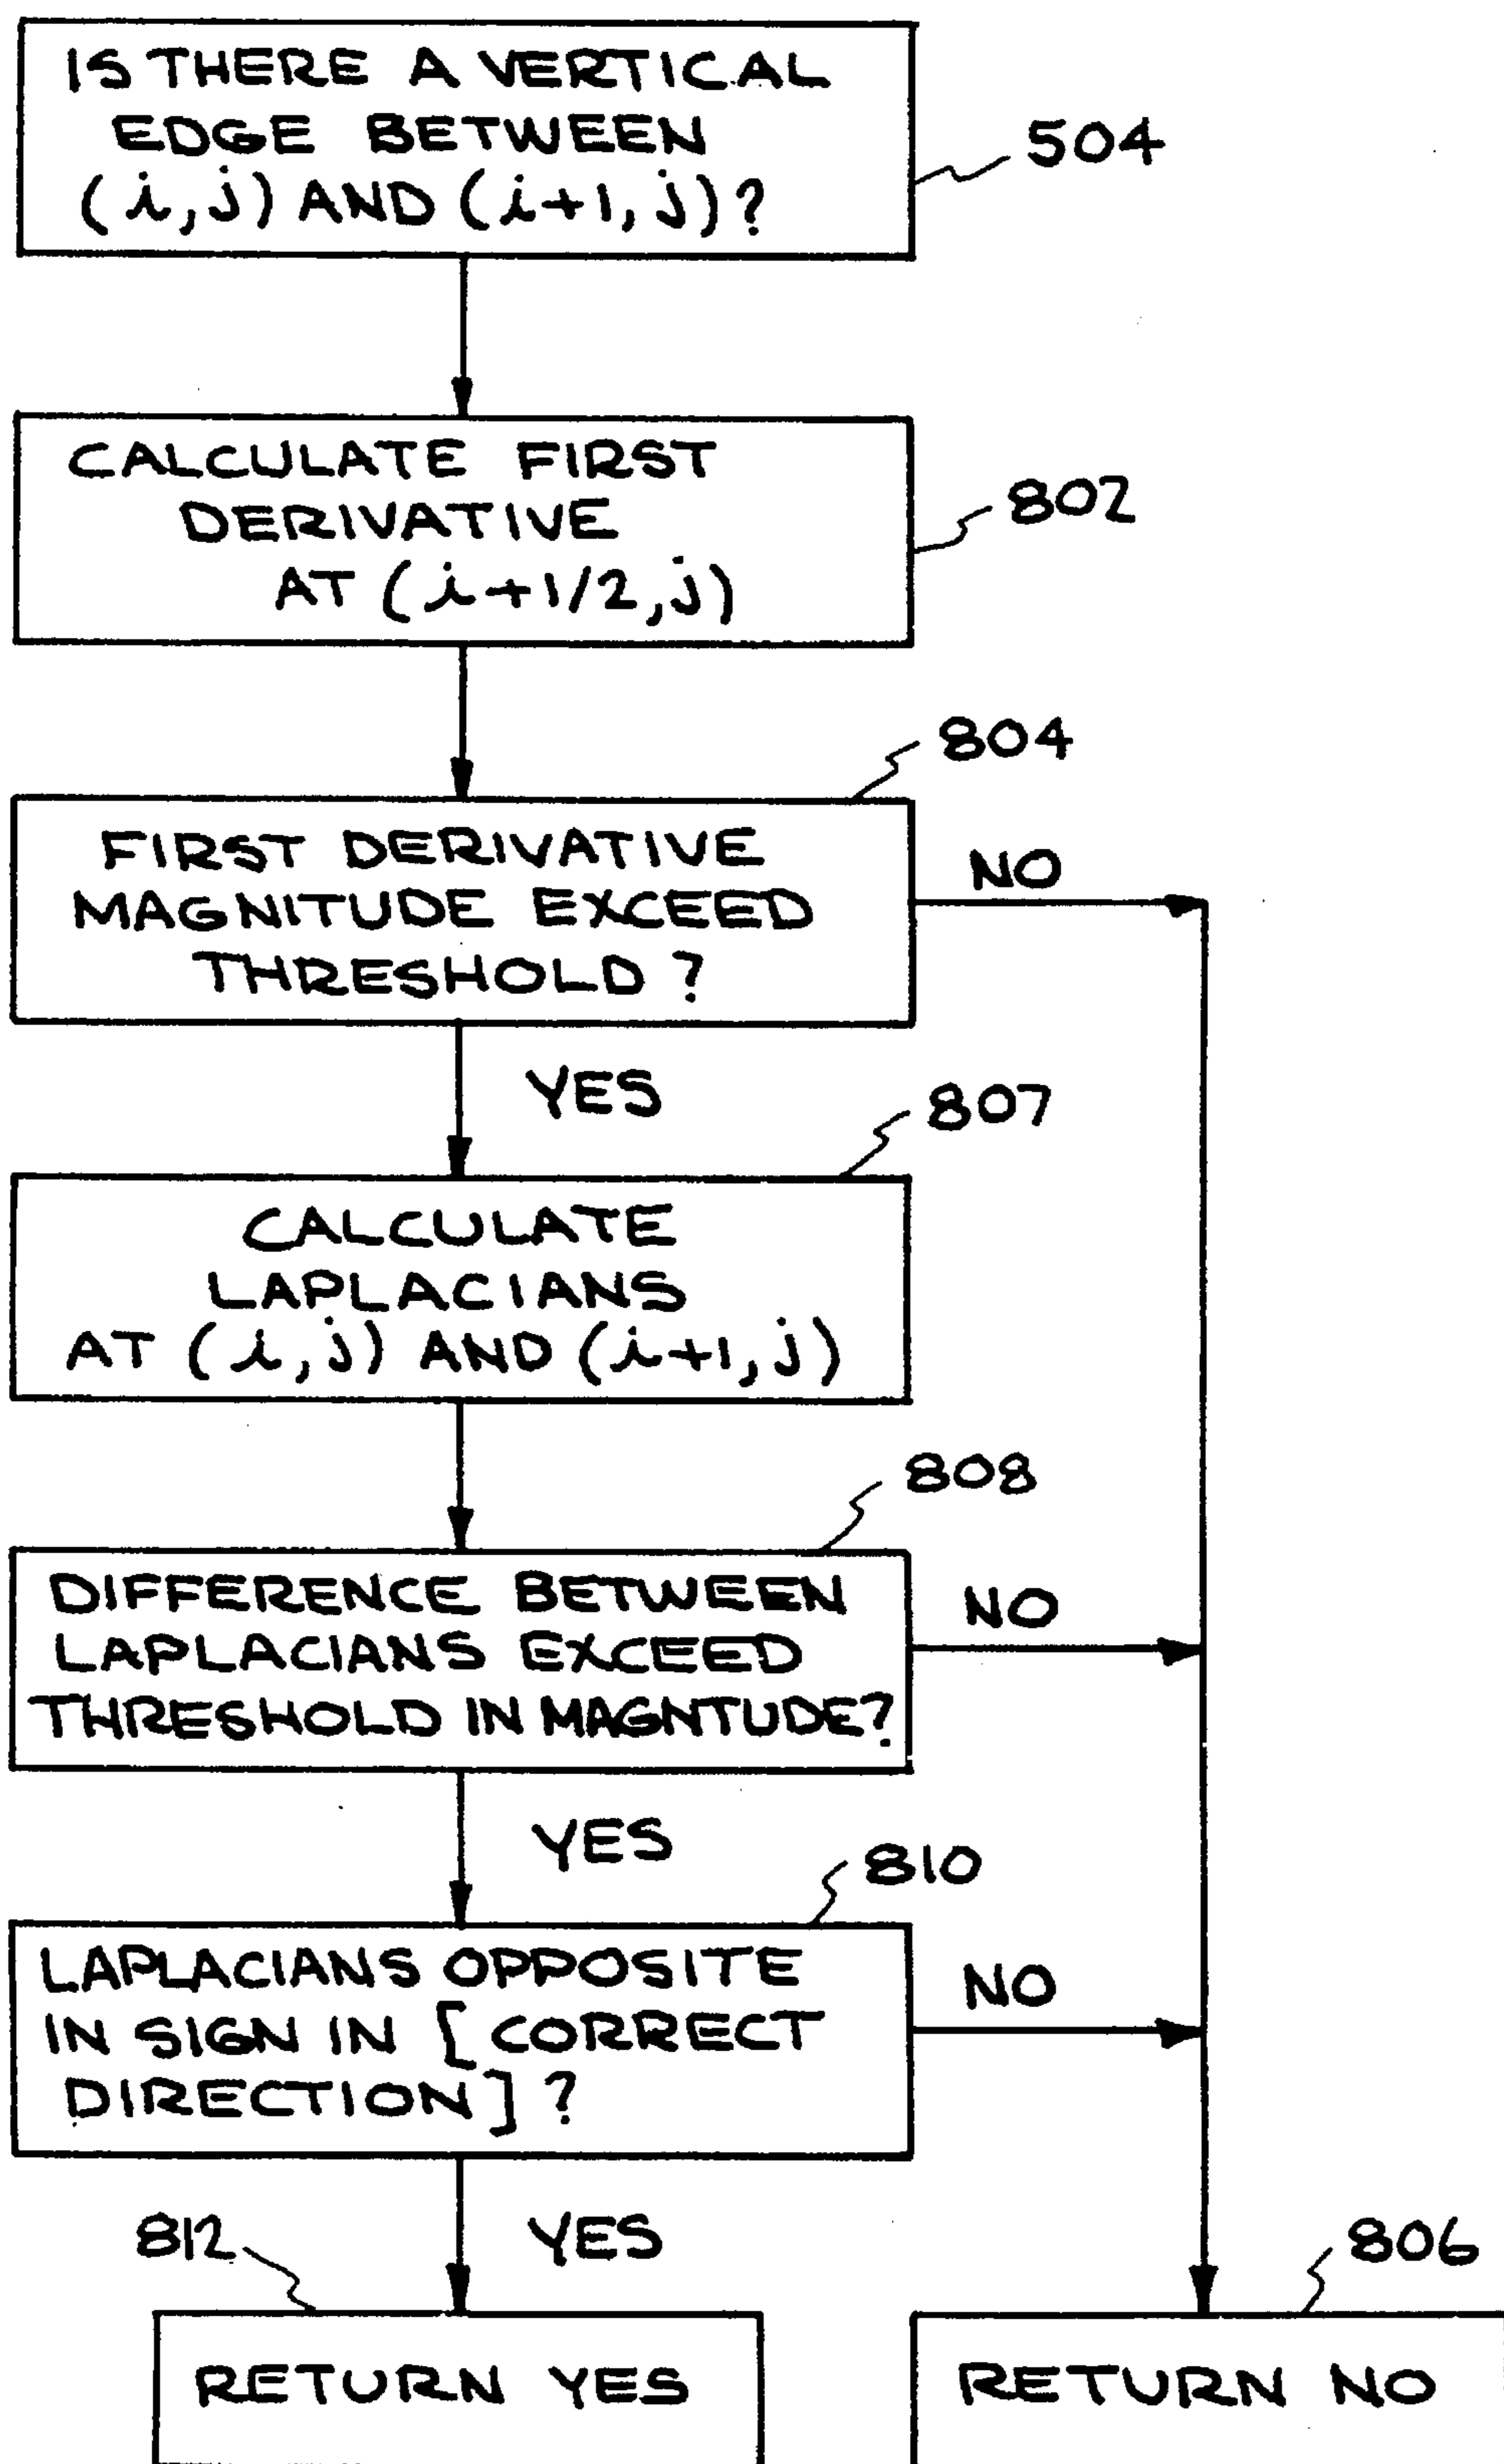 IS THERE A VERTICAL
EDGE BETWEEN
(i,j) AND (i+1,j)?
504
CALCULATE FIRST
DERIVATIVE
AT (i+1/2,j)
802
804
FIRST DERIVATIVE
MAGNITUDE EXCEED
THRESHOLD ?
NO
YES
807
CALCULATE
LAPLACIANS
AT (i,j) AND (i+1,j)
808
DIFFERENCE BETWEEN
LAPLACIANS EXCEED
THRESHOLD IN MAGNTUDE?
NO
YES
810
LAPLACIANS OPPOSITE
IN SIGN IN [CORRECT
DIRECTION]?
NO
YES
812
806
RETURN YES
RETURN NO